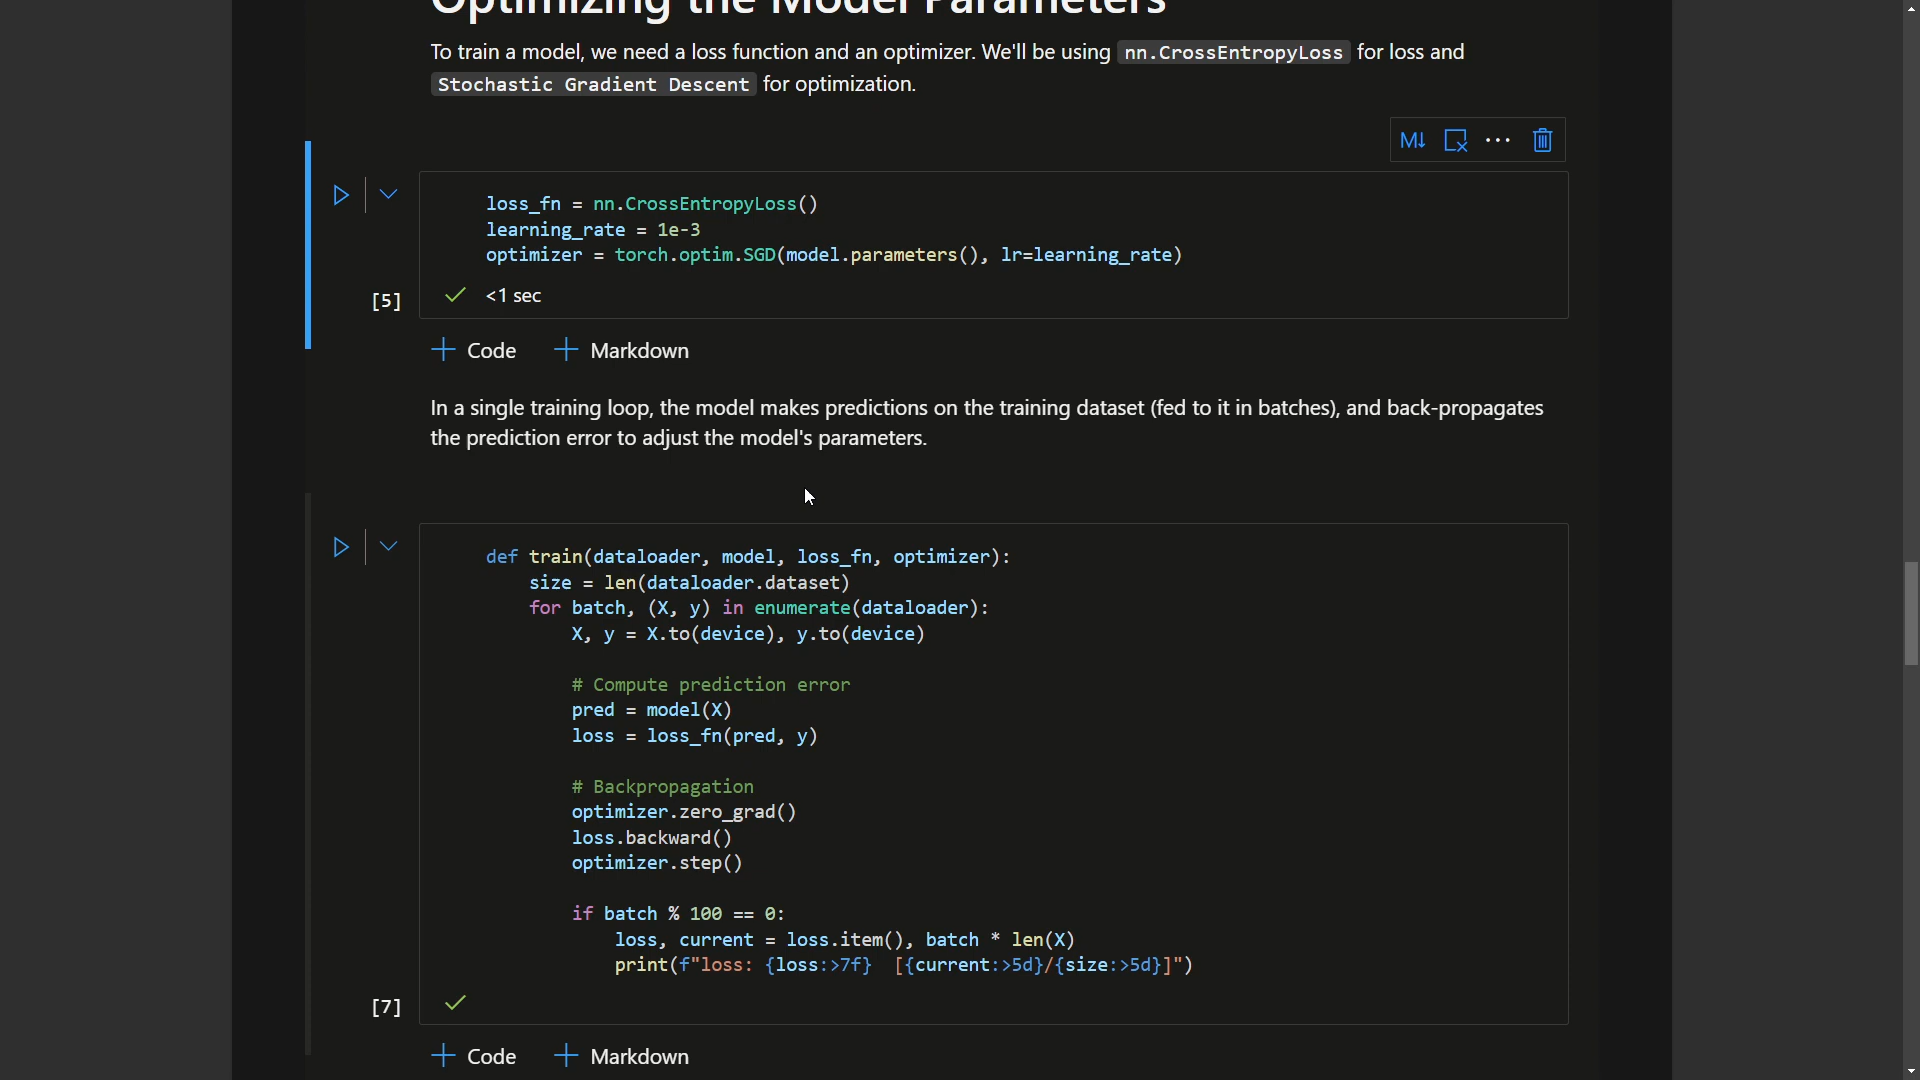 Optimizing the Model Parameters
To train a model, we need a loss function and an optimizer. We'll be using nn.CrossEntropyLoss for loss and
Stochastic Gradient Descent for optimization.
M↓
loss_fn = nn.CrossEntropyLoss()
learning_rate = 1e-3
optimizer = torch.optim.SGD(model.parameters(), lr=learning_rate)
[5] <1 sec
Code Markdown
In a single training loop, the model makes predictions on the training dataset (fed to it in batches), and back-propagates
the prediction error to adjust the model's parameters.
def train(dataloader, model, loss_fn, optimizer):
size = len(dataloader.dataset)
for batch, (X, y) in enumerate(dataloader):
X, y = X.to(device), y.to(device)
# Compute prediction error
pred = model(X)
loss = loss_fn(pred, y)
# Backpropagation
optimizer.zero_grad()
loss.backward()
optimizer.step()
if batch % 100 == 0:
loss, current = loss.item(), batch * len(X)
print(f"loss: {loss:>7f}  [{current:>5d}/{size:>5d}]")
[7]
Code Markdown